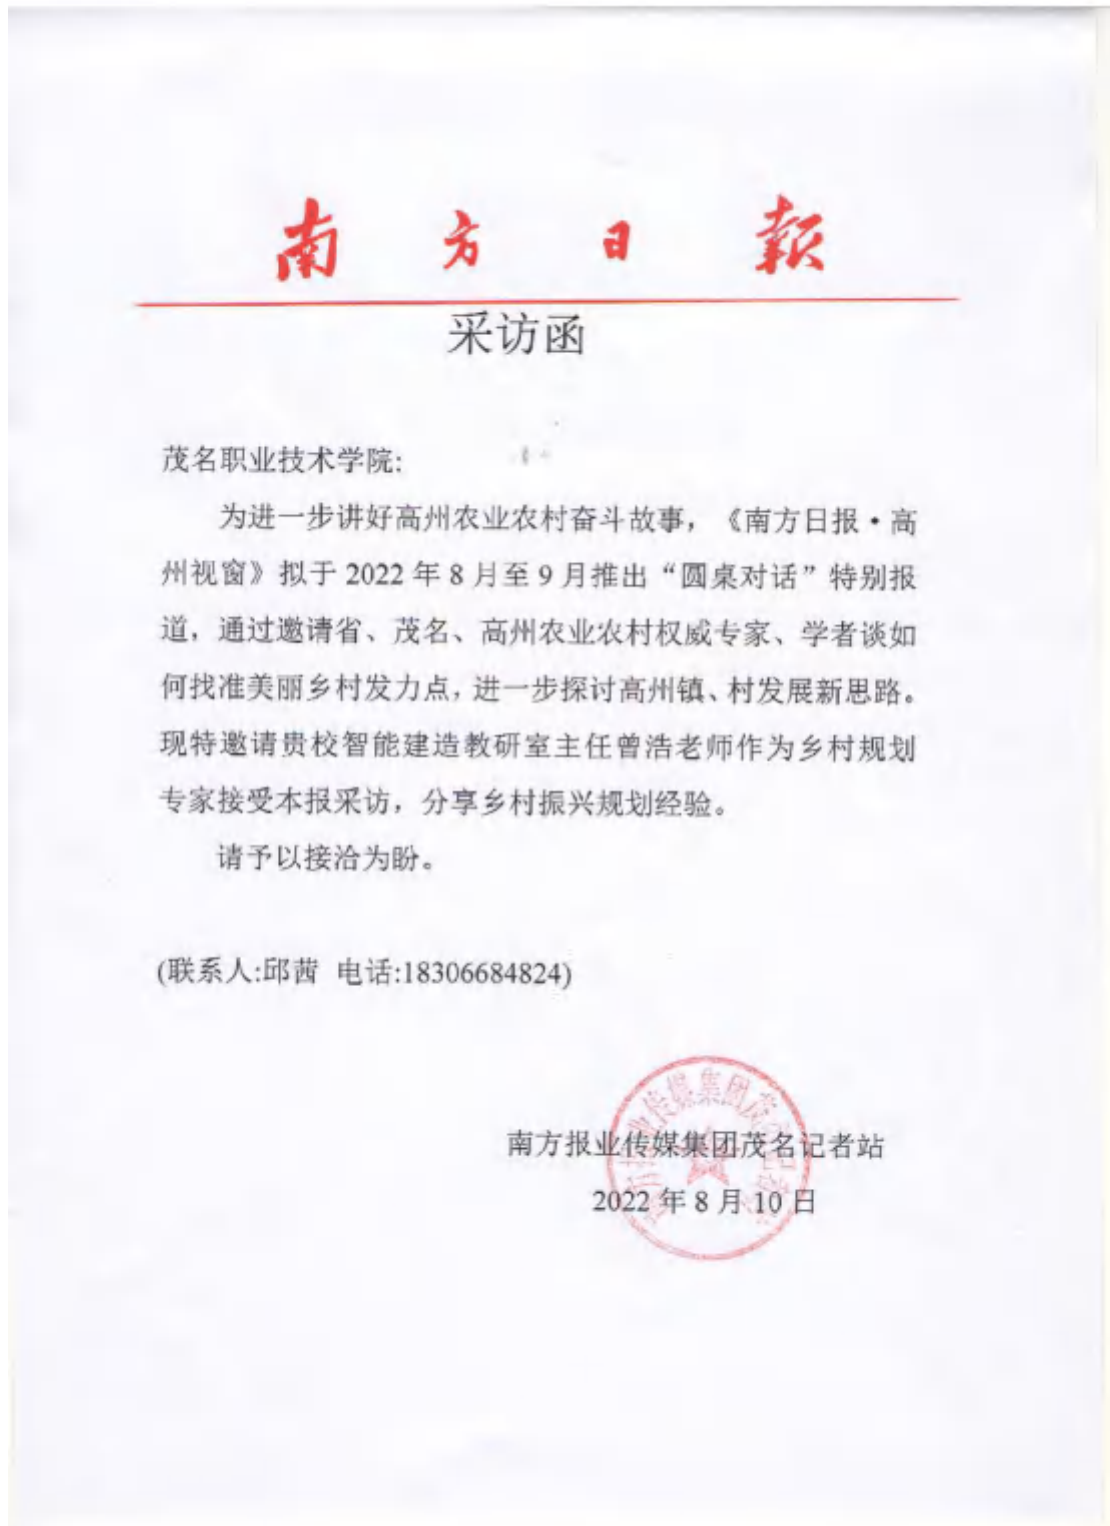 南方日报
采访函
茂名职业技术学院:
为进一步讲好高州农业农村奋斗故事，《南方日报·高
州视窗》拟于 2022 年 8 月至 9 月推出“圆桌对话”特别报
道，通过邀请省、茂名、高州农业农村权威专家、学者谈如
何找准美丽乡村发力点，进一步探讨高州镇、村发展新思路。
现特邀请贵校智能建造教研室主任曾浩老师作为乡村规划
专家接受本报采访，分享乡村振兴规划经验。
请予以接洽为盼。
(联系人:邱茜 电话:18306684824)
南方报业传媒集团茂名记者站
2022 年 8 月 10 日